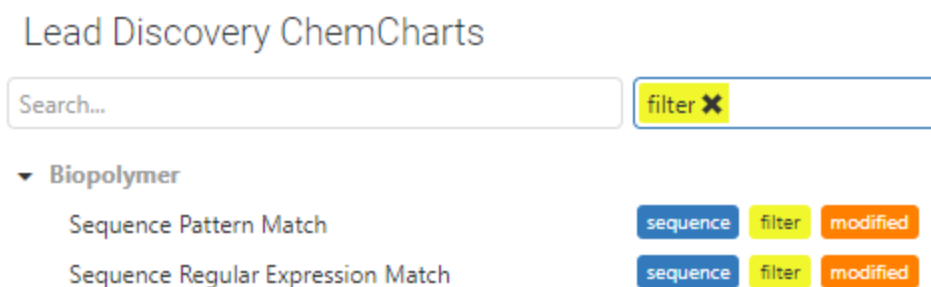 Lead Discovery ChemCharts
Search... filter ✖
Biopolymer
Sequence Pattern Match sequence filter modified
Sequence Regular Expression Match sequence filter modified